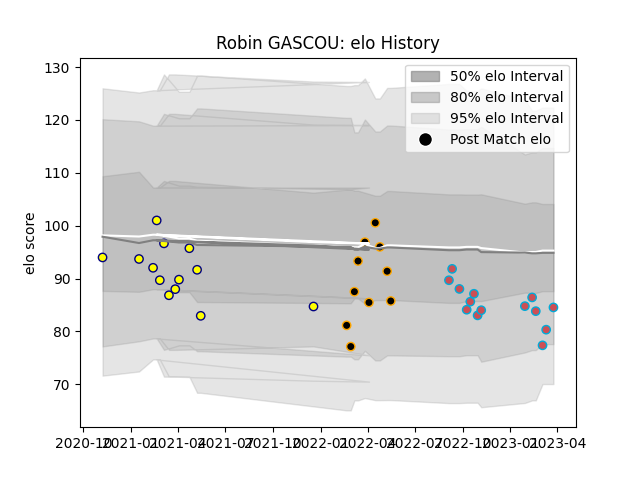 Robin GASCOU: elo History
50% elo Interval
80% elo Interval
95% elo Interval
Post Match elo
elo score
130
120
110
100
90
80
70
2020-10 2021-01 2021-04 2021-07 2021-10 2022-01 2022-04 2022-07 2022-10 2023-01 2023-04